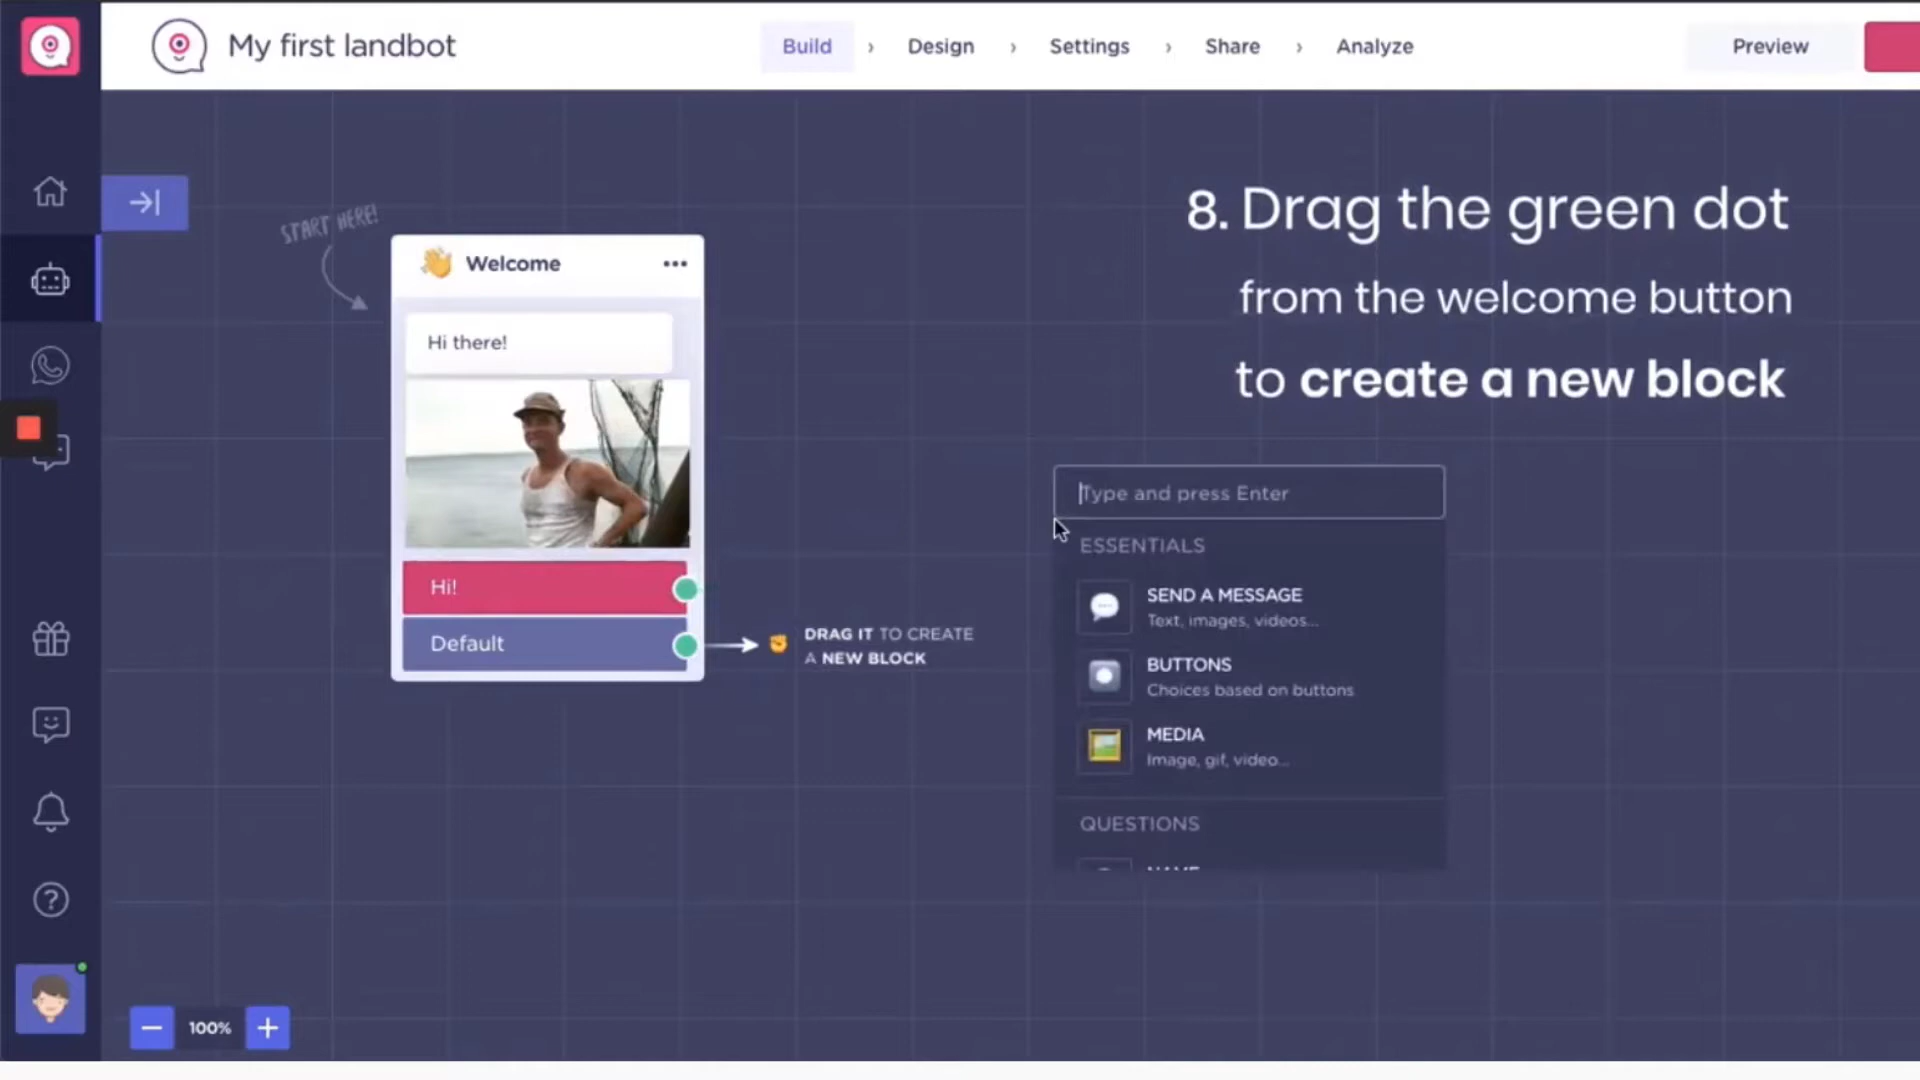 My first landbot
Build › Design › Settings › Share › Analyze
Preview
START HERE!
Welcome
Hi there!
Hi!
Default
DRAG IT TO CREATE
A NEW BLOCK
8. Drag the green dot
from the welcome button
to create a new block
Type and press Enter
ESSENTIALS
SEND A MESSAGE
Text, images, videos...
BUTTONS
Choices based on buttons
MEDIA
Image, gif, video...
QUESTIONS
100%